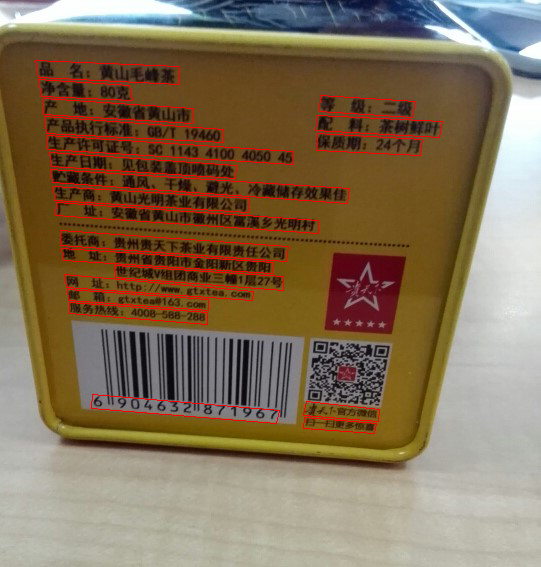 品　名：黄山毛峰茶
净含量：80克
产　地：安徽省黄山市
产品执行标准：GB/T 19460
生产许可证号：SC 1143 4100 4050 45
生产日期：见包装盖顶喷码处
贮藏条件：通风、干燥、避光、冷藏储存效果佳
生产商：黄山光明茶业有限公司
厂　址：安徽省黄山市徽州区富溪乡光明村
等　级：二级
配　料：茶树鲜叶
保质期：24个月
委托商：贵州贵天下茶业有限责任公司
地　址：贵州省贵阳市金阳新区贵阳
世纪城V组团商业三幢1层27号
网　址：http://www.gtxtea.com
邮　箱：gtxtea@163.com
服务热线：4008-588-288
6 904632 871967
贵天下官方微信
扫一扫更多惊喜